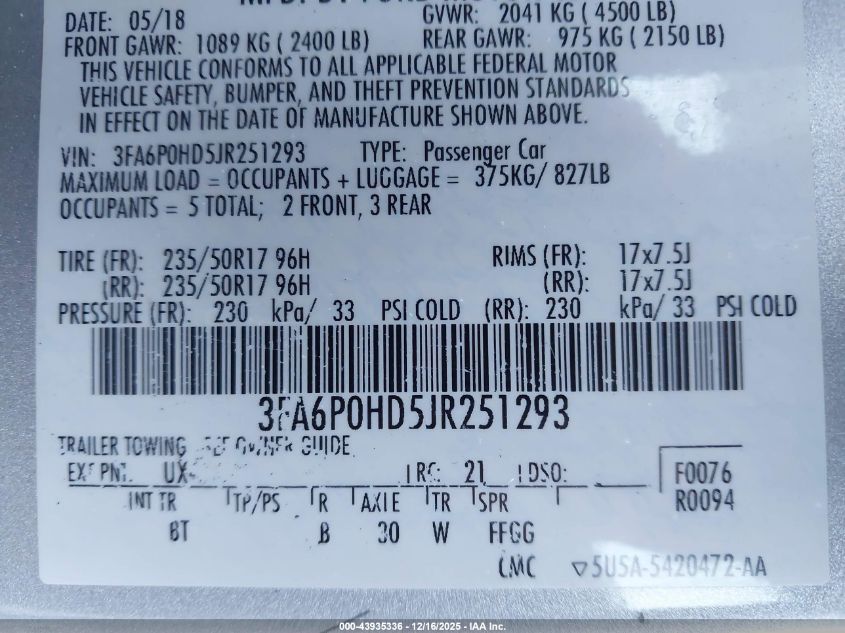 DATE: 05/18 GVWR: 2041 KG ( 4500 LB)
FRONT GAWR: 1089 KG ( 2400 LB) REAR GAWR: 975 KG ( 2150 LB)
THIS VEHICLE CONFORMS TO ALL APPLICABLE FEDERAL MOTOR
VEHICLE SAFETY, BUMPER, AND THEFT PREVENTION STANDARDS
IN EFFECT ON THE DATE OF MANUFACTURE SHOWN ABOVE.
VIN: 3FA6P0HD5JR251293 TYPE: Passenger Car
MAXIMUM LOAD = OCCUPANTS + LUGGAGE = 375KG/ 827LB
OCCUPANTS = 5 TOTAL; 2 FRONT, 3 REAR
TIRE (FR): 235/50R17 96H RIMS (FR): 17x7.5J
(RR): 235/50R17 96H (RR): 17x7.5J
PRESSURE (FR): 230 kPa/ 33 PSI COLD (RR): 230 kPa/ 33 PSI COLD
3FA6P0HD5JR251293
TRAILER TOWING - SEE OWNER GUIDE
EXT PNT: UX RC: 21 DSO: F0076
INT TR TP/PS R AXLE TR SPR R0094
BT B 30 W FFGG
CMC ▽5U5A-5420472-AA
000-43935336 - 12/16/2025 - IAA Inc.